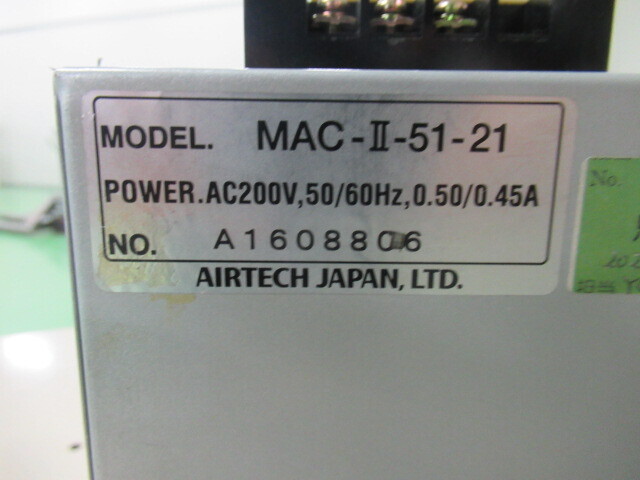 MODEL. MAC-Ⅱ-51-21
POWER.AC200V,50/60Hz,0.50/0.45A
NO. A1608806
AIRTECH JAPAN, LTD.
No.